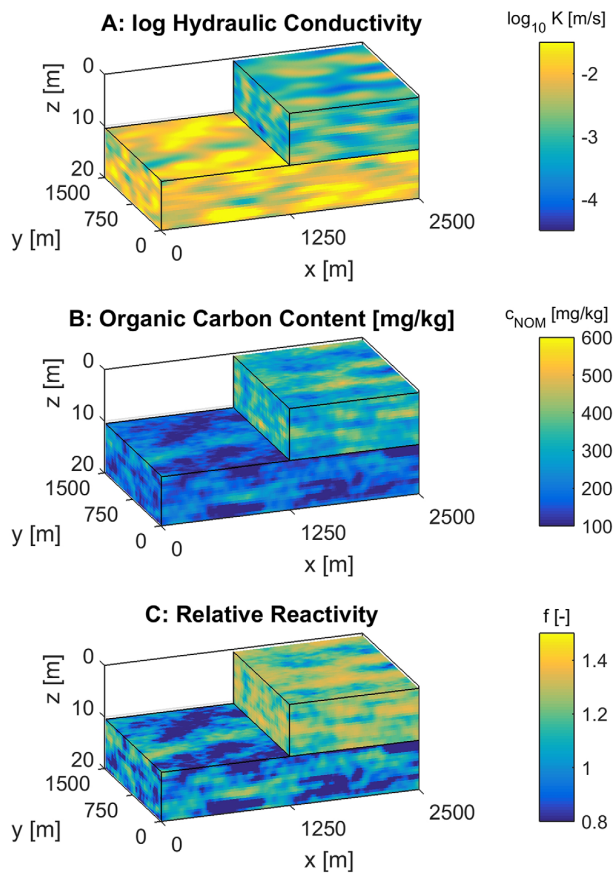 A: log Hydraulic Conductivity
log10 K [m/s]
0
10
20
z [m]
1500
750
0
y [m]
0
1250
2500
x [m]
-2
-3
-4
B: Organic Carbon Content [mg/kg]
cNOM [mg/kg]
0
10
20
z [m]
1500
750
0
y [m]
0
1250
2500
x [m]
600
500
400
300
200
100
C: Relative Reactivity
f [-]
0
10
20
z [m]
1500
750
0
y [m]
0
1250
2500
x [m]
1.4
1.2
1
0.8